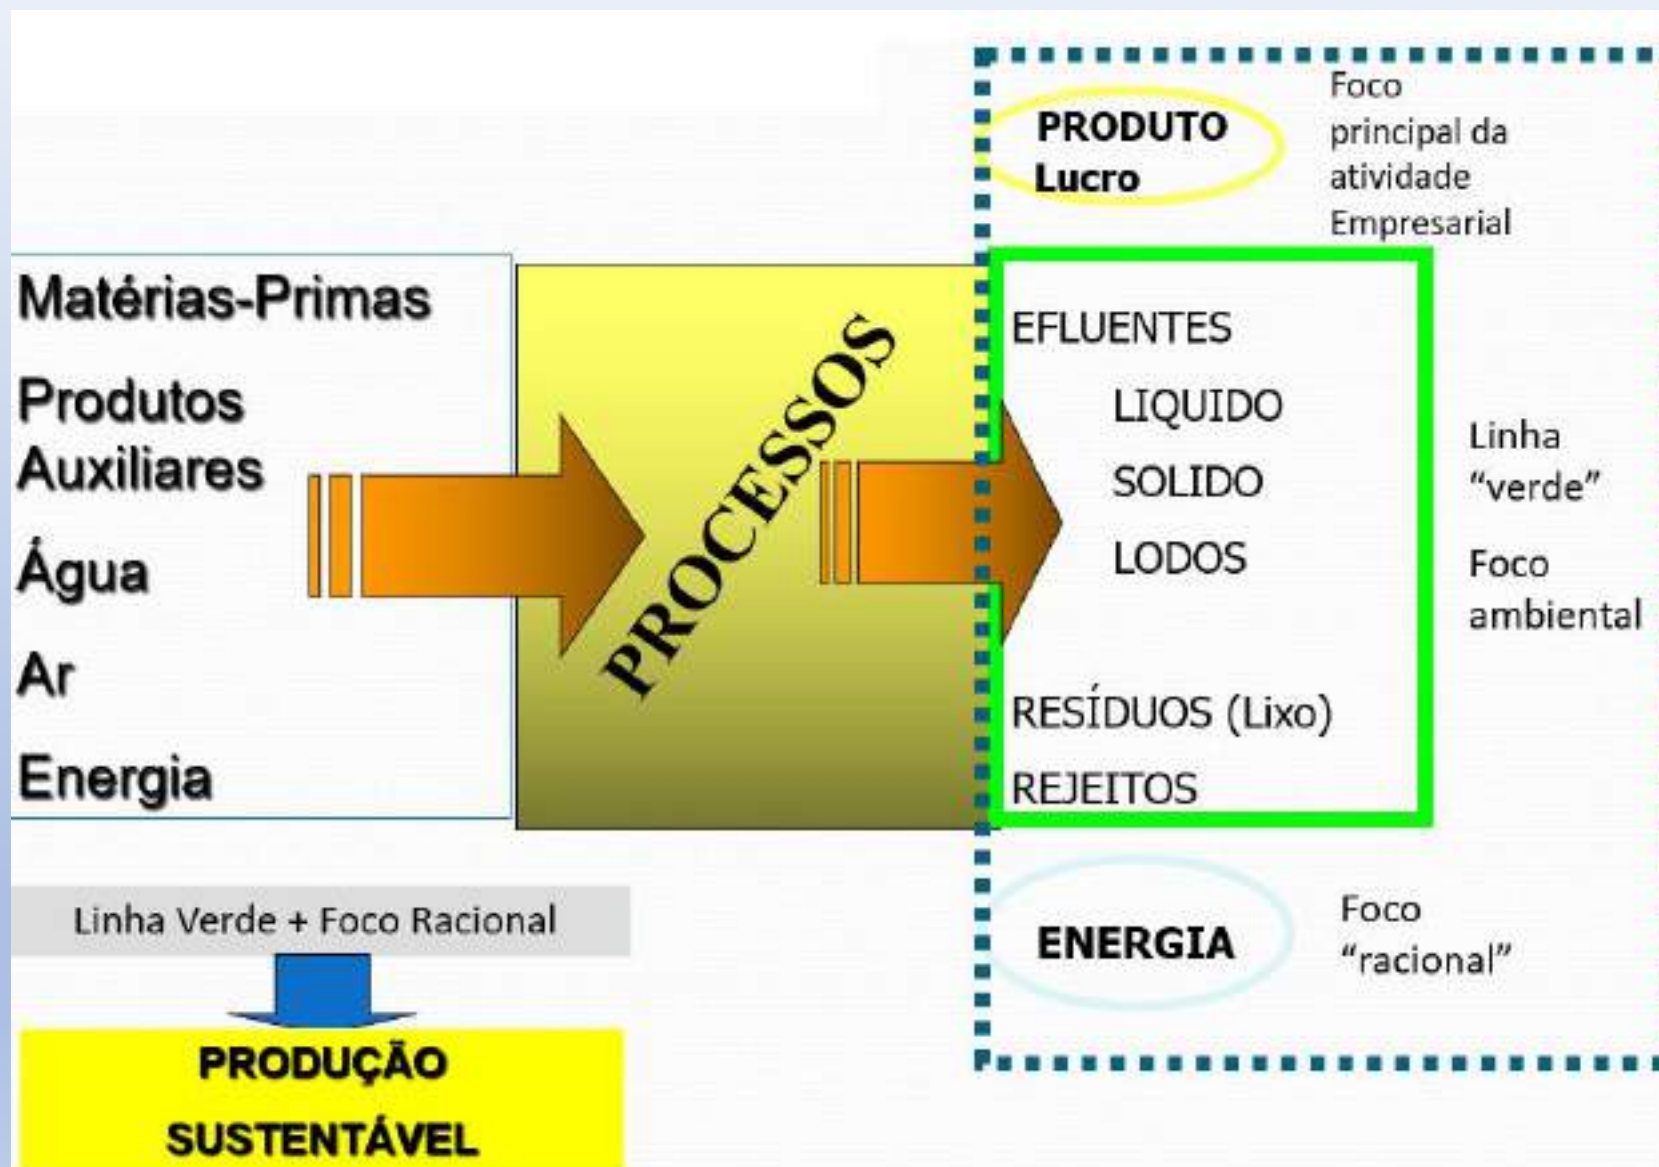 Matérias-Primas
Produtos
Auxiliares
Água
Ar
Energia
PROCESSOS
PRODUTO
Lucro
Foco
principal da
atividade
Empresarial
EFLUENTES
LIQUIDO
SOLIDO
LODOS
RESÍDUOS (Lixo)
REJEITOS
Linha
“verde”
Foco
ambiental
ENERGIA
Foco
“racional”
Linha Verde + Foco Racional
PRODUÇÃO
SUSTENTÁVEL